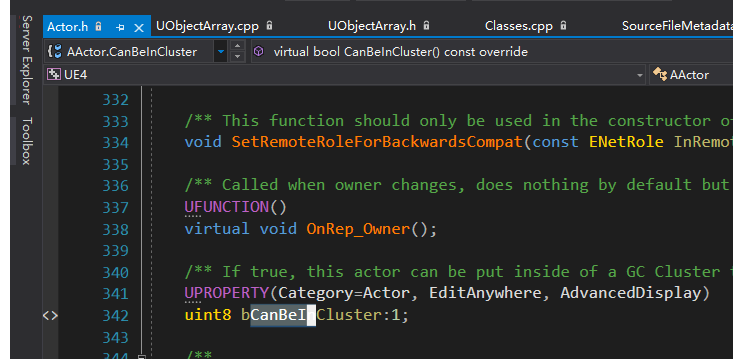 Server Explorer
Toolbox
Actor.h UObjectArray.cpp UObjectArray.h Classes.cpp SourceFileMetadata
AActor.CanBeInCluster virtual bool CanBeInCluster() const override
UE4 AActor
332
333 /** This function should only be used in the constructor of
334 void SetRemoteRoleForBackwardsCompat(const ENetRole InRemot
335
336 /** Called when owner changes, does nothing by default but
337 UFUNCTION()
338 virtual void OnRep_Owner();
339
340 /** If true, this actor can be put inside of a GC Cluster
341 UPROPERTY(Category=Actor, EditAnywhere, AdvancedDisplay)
<> 342 uint8 bCanBeInCluster:1;
343
344 /**